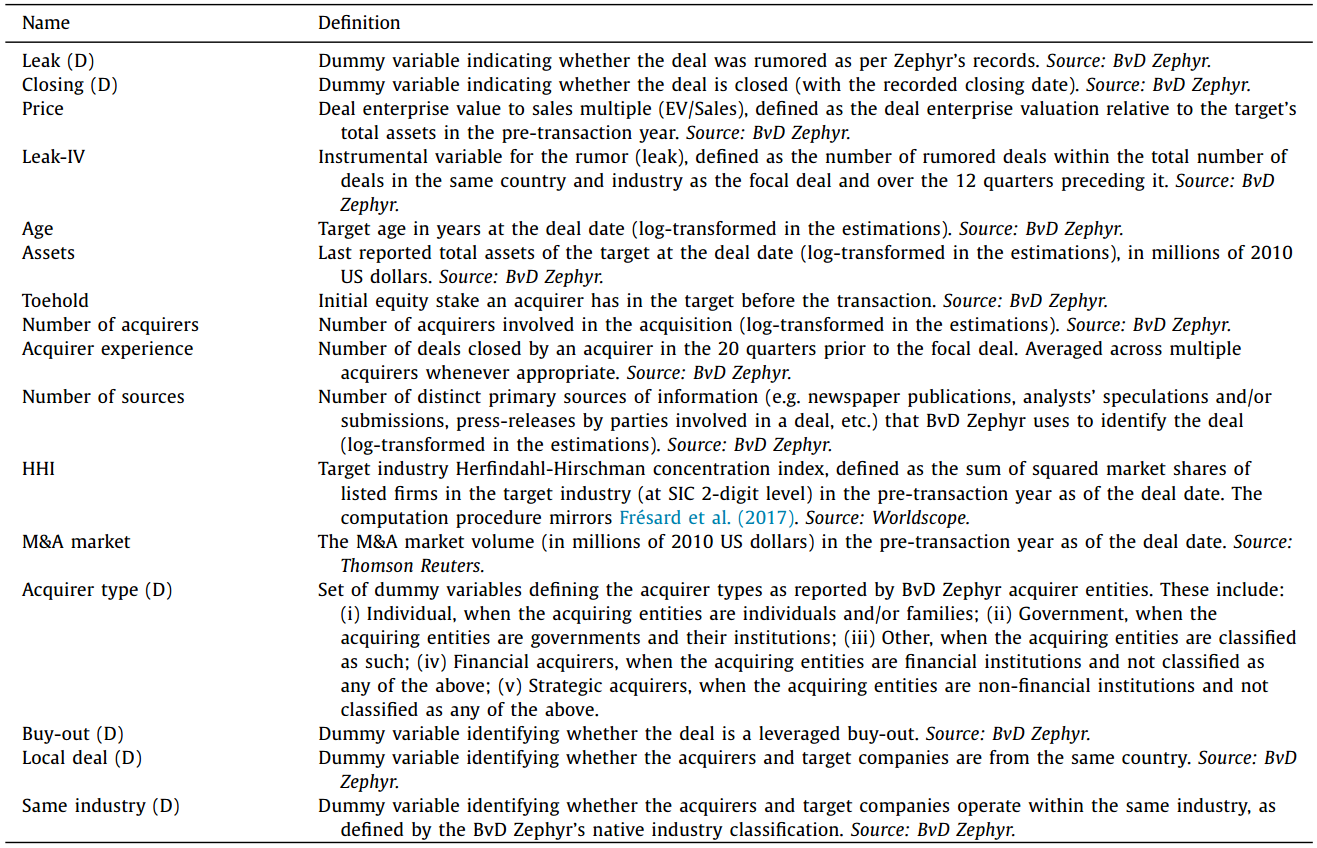 Name Definition
Leak (D) Dummy variable indicating whether the deal was rumored as per Zephyr's records. Source: BvD Zephyr.
Closing (D) Dummy variable indicating whether the deal is closed (with the recorded closing date). Source: BvD Zephyr.
Price Deal enterprise value to sales multiple (EV/Sales), defined as the deal enterprise valuation relative to the target's
total assets in the pre-transaction year. Source: BvD Zephyr.
Leak-IV Instrumental variable for the rumor (leak), defined as the number of rumored deals within the total number of
deals in the same country and industry as the focal deal and over the 12 quarters preceding it. Source: BvD
Zephyr.
Age Target age in years at the deal date (log-transformed in the estimations). Source: BvD Zephyr.
Assets Last reported total assets of the target at the deal date (log-transformed in the estimations), in millions of 2010
US dollars. Source: BvD Zephyr.
Toehold Initial equity stake an acquirer has in the target before the transaction. Source: BvD Zephyr.
Number of acquirers Number of acquirers involved in the acquisition (log-transformed in the estimations). Source: BvD Zephyr.
Acquirer experience Number of deals closed by an acquirer in the 20 quarters prior to the focal deal. Averaged across multiple
acquirers whenever appropriate. Source: BvD Zephyr.
Number of sources Number of distinct primary sources of information (e.g. newspaper publications, analysts' speculations and/or
submissions, press-releases by parties involved in a deal, etc.) that BvD Zephyr uses to identify the deal
(log-transformed in the estimations). Source: BvD Zephyr.
HHI Target industry Herfindahl-Hirschman concentration index, defined as the sum of squared market shares of
listed firms in the target industry (at SIC 2-digit level) in the pre-transaction year as of the deal date. The
computation procedure mirrors Frésard et al. (2017). Source: Worldscope.
M&A market The M&A market volume (in millions of 2010 US dollars) in the pre-transaction year as of the deal date. Source:
Thomson Reuters.
Acquirer type (D) Set of dummy variables defining the acquirer types as reported by BvD Zephyr acquirer entities. These include:
(i) Individual, when the acquiring entities are individuals and/or families; (ii) Government, when the
acquiring entities are governments and their institutions; (iii) Other, when the acquiring entities are classified
as such; (iv) Financial acquirers, when the acquiring entities are financial institutions and not classified as
any of the above; (v) Strategic acquirers, when the acquiring entities are non-financial institutions and not
classified as any of the above.
Buy-out (D) Dummy variable identifying whether the deal is a leveraged buy-out. Source: BvD Zephyr.
Local deal (D) Dummy variable identifying whether the acquirers and target companies are from the same country. Source: BvD
Zephyr.
Same industry (D) Dummy variable identifying whether the acquirers and target companies operate within the same industry, as
defined by the BvD Zephyr's native industry classification. Source: BvD Zephyr.